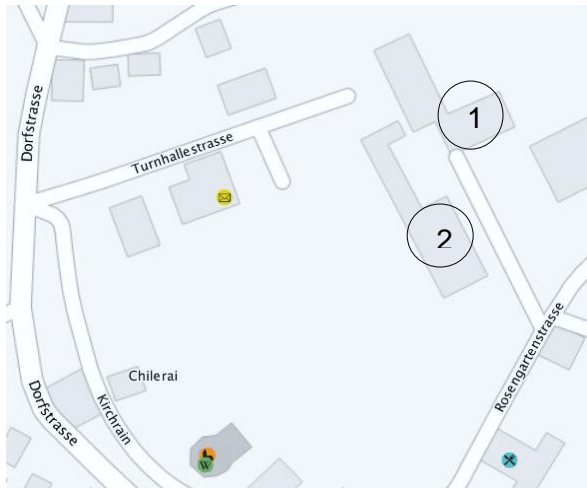 Dorfstrasse
1
Turnhallestrasse
2
Chilerai
Rosengartenstrasse
Dorfstrasse
Kirchrain
W